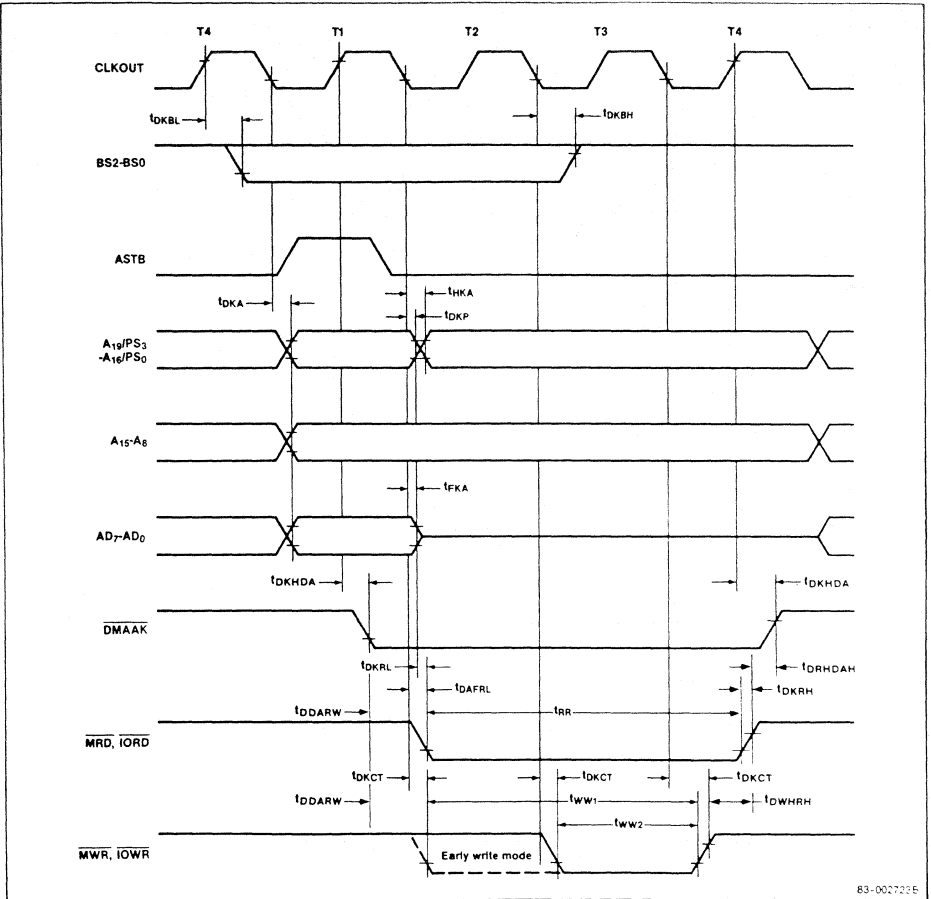 T4 T1 T2 T3 T4
CLKOUT
tDKBL tDKBH
BS2-BS0
ASTB
tDKA tHKA
tDKP
A19/PS3
-A16/PS0
A15-A8
tFKA
AD7-AD0
tDKHDA tDKHDA
DMAAK
tDKRL tDRHDAH
tDAFRL tDKRH
tDDARW tRR
MRD, IORD
tDKCT tDKCT tDKCT
tDDARW tWW1 tDWHRH
tWW2
MWR, IOWR Early write mode
83-002723B